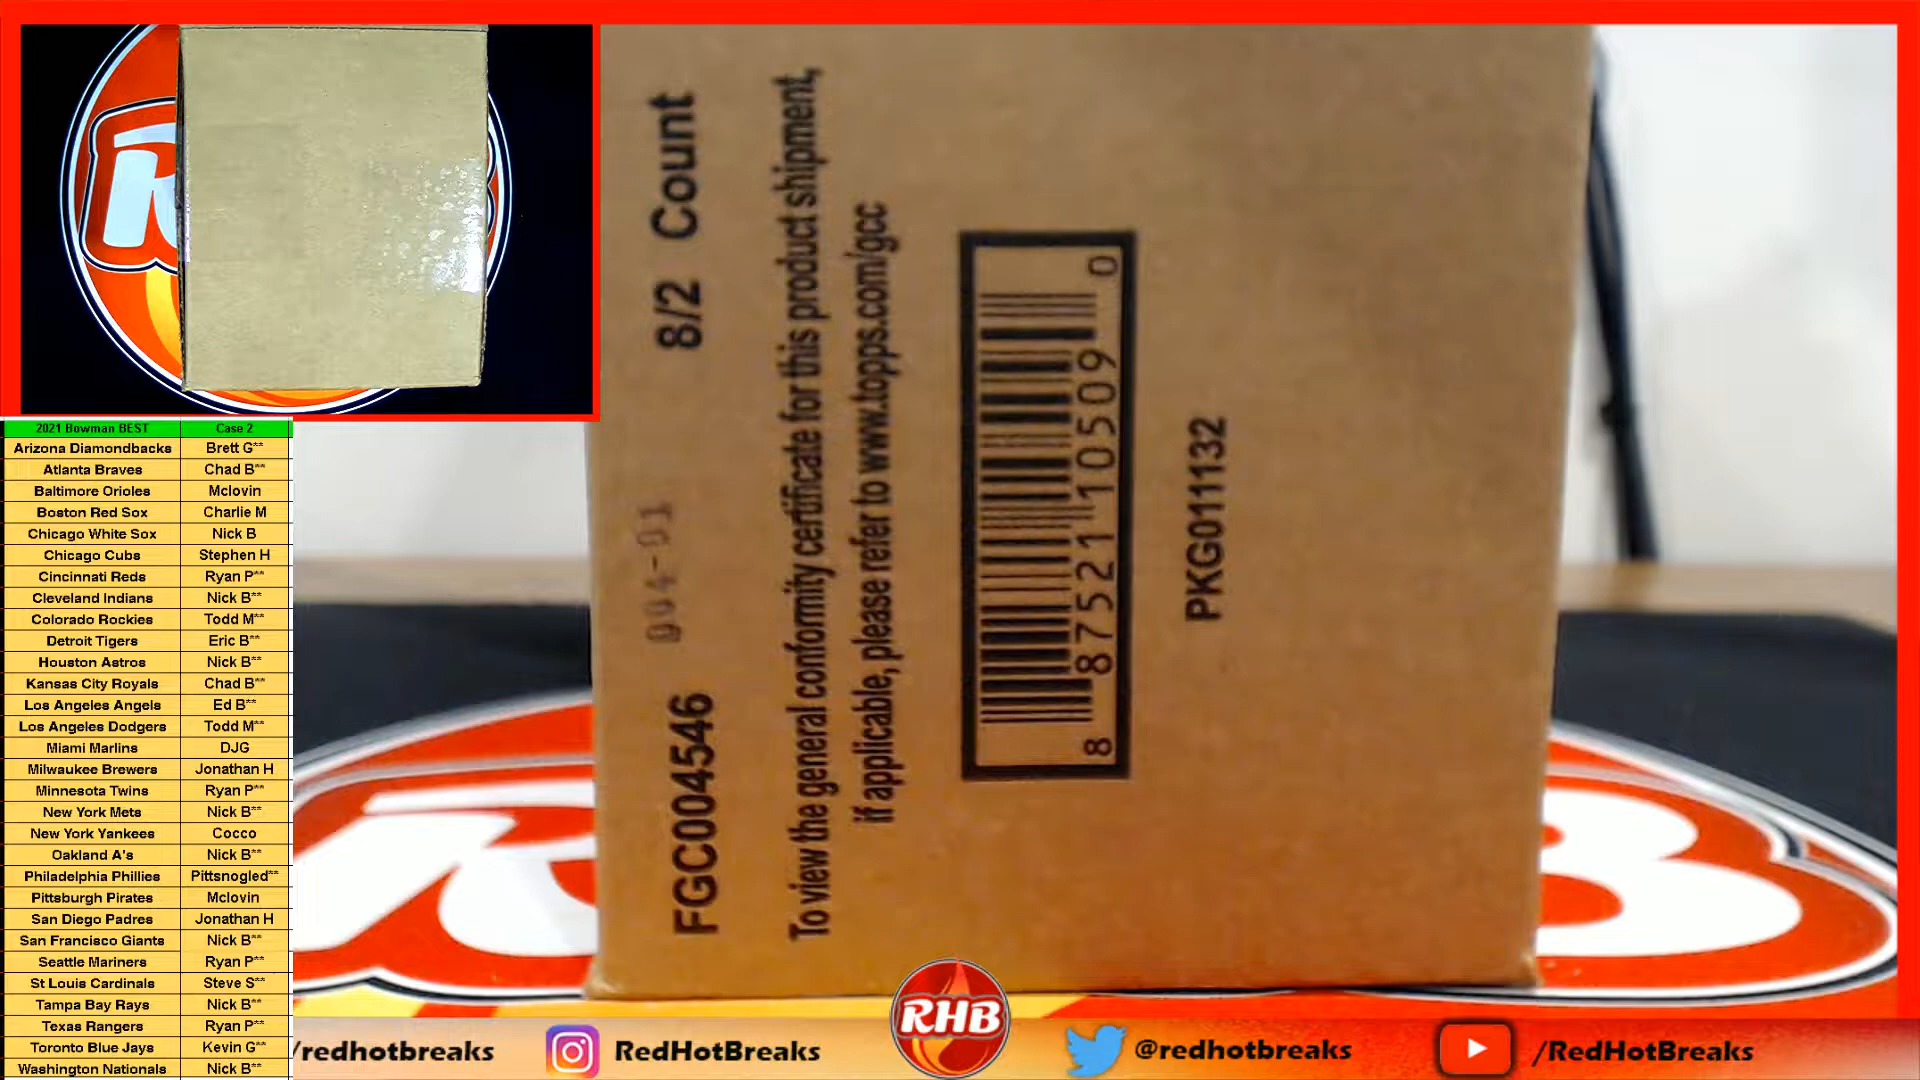 2021 Bowman BEST Case 2
Arizona Diamondbacks Brett G**
Atlanta Braves Chad B**
Baltimore Orioles Mclovin
Boston Red Sox Charlie M
Chicago White Sox Nick B
Chicago Cubs Stephen H
Cincinnati Reds Ryan P**
Cleveland Indians Nick B**
Colorado Rockies Todd M**
Detroit Tigers Eric B**
Houston Astros Nick B**
Kansas City Royals Chad B**
Los Angeles Angels Ed B**
Los Angeles Dodgers Todd M**
Miami Marlins DJG
Milwaukee Brewers Jonathan H
Minnesota Twins Ryan P**
New York Mets Nick B**
New York Yankees Cocco
Oakland A's Nick B**
Philadelphia Phillies Pittsnogled**
Pittsburgh Pirates Mclovin
San Diego Padres Jonathan H
San Francisco Giants Nick B**
Seattle Mariners Ryan P**
St Louis Cardinals Steve S**
Tampa Bay Rays Nick B**
Texas Rangers Ryan P**
Toronto Blue Jays Kevin G**
Washington Nationals Nick B**
FGC004546 8/2 Count
To view the general conformity certificate for this product shipment,
if applicable, please refer to www.topps.com/gcc
8 87521 10509 0
PKG011132
RHB
/redhotbreaks
RedHotBreaks
@redhotbreaks
/RedHotBreaks